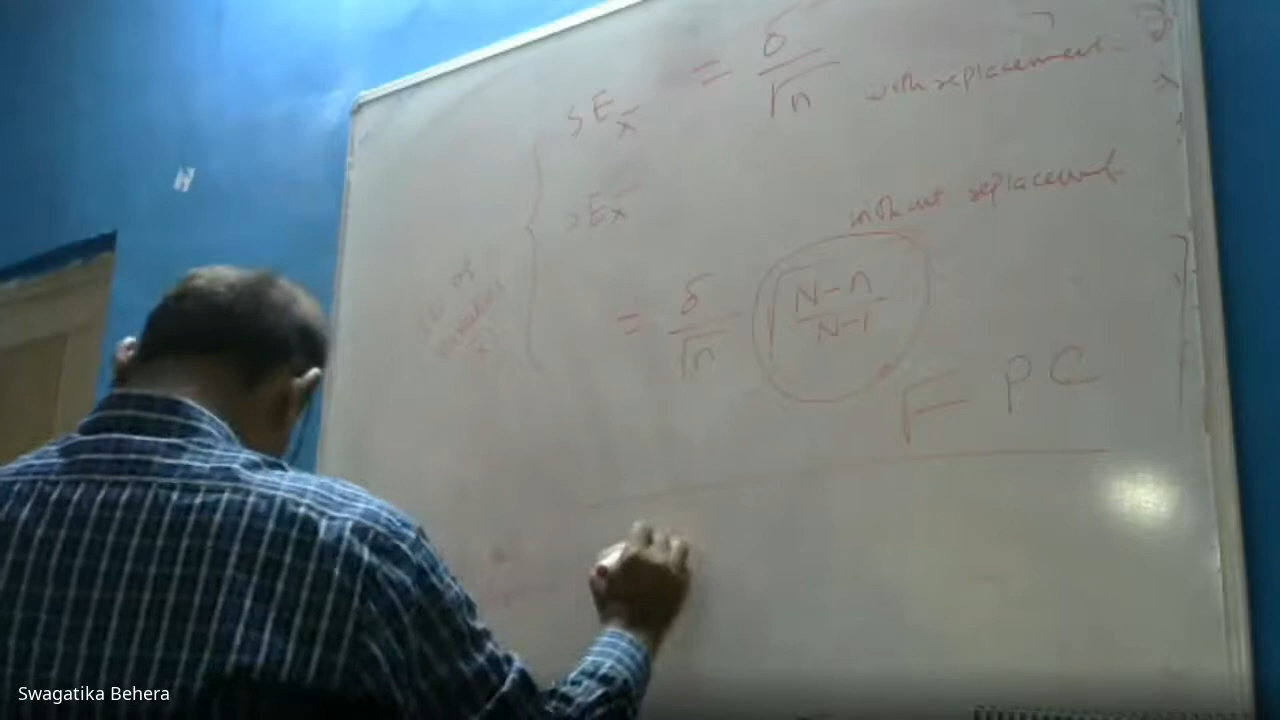 SE x̄ = σ/√n with replacement
SE x̄ without replacement
= σ/√n √(N-n/N-1)
FPC
Swagatika Behera